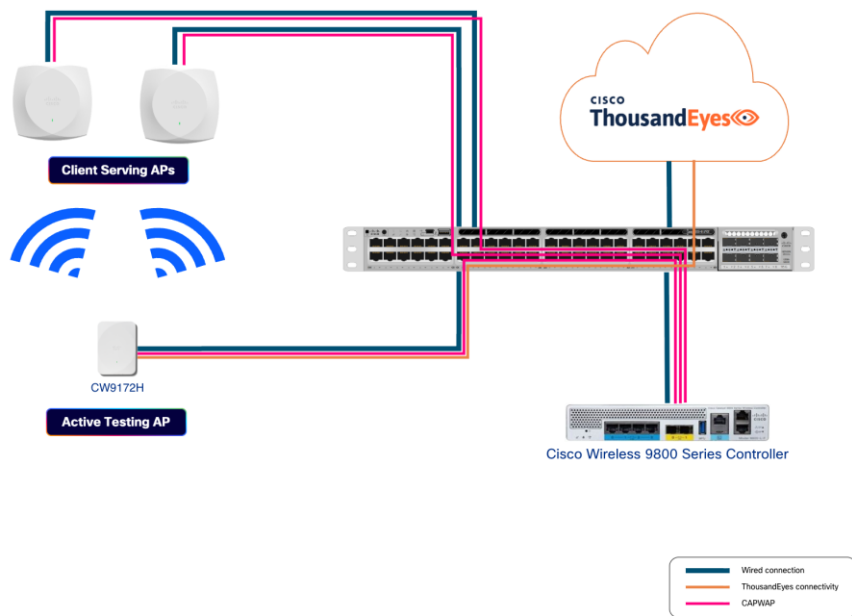 CISCO
ThousandEyes
Client Serving APs
CW9172H
Active Testing AP
Cisco Wireless 9800 Series Controller
Wired connection
ThousandEyes connectivity
CAPWAP